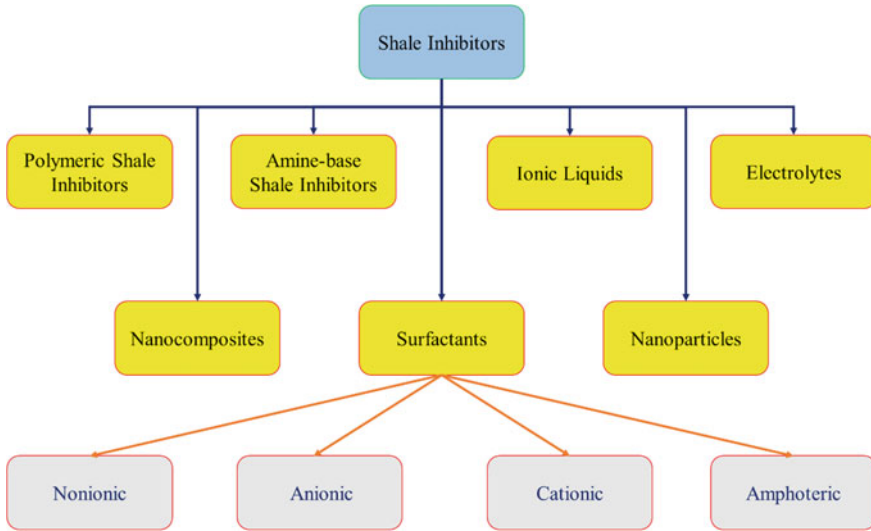 Shale Inhibitors
Polymeric Shale
Inhibitors
Amine-base
Shale Inhibitors
Ionic Liquids
Electrolytes
Nanocomposites
Surfactants
Nanoparticles
Nonionic
Anionic
Cationic
Amphoteric